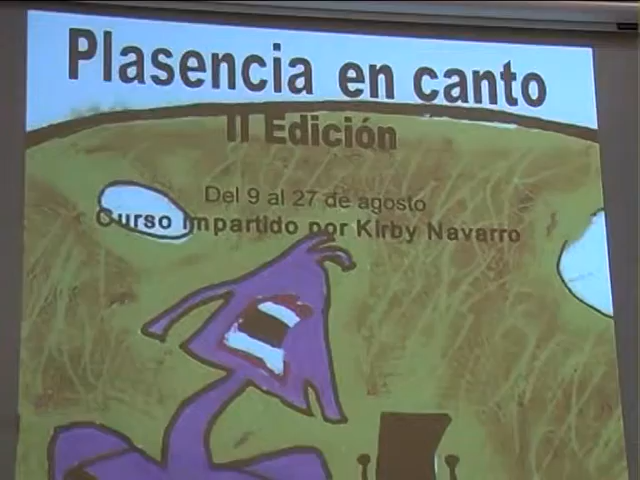 Plasencia en canto
II Edición
Del 9 al 27 de agosto
Curso Impartido por Kirby Navarro